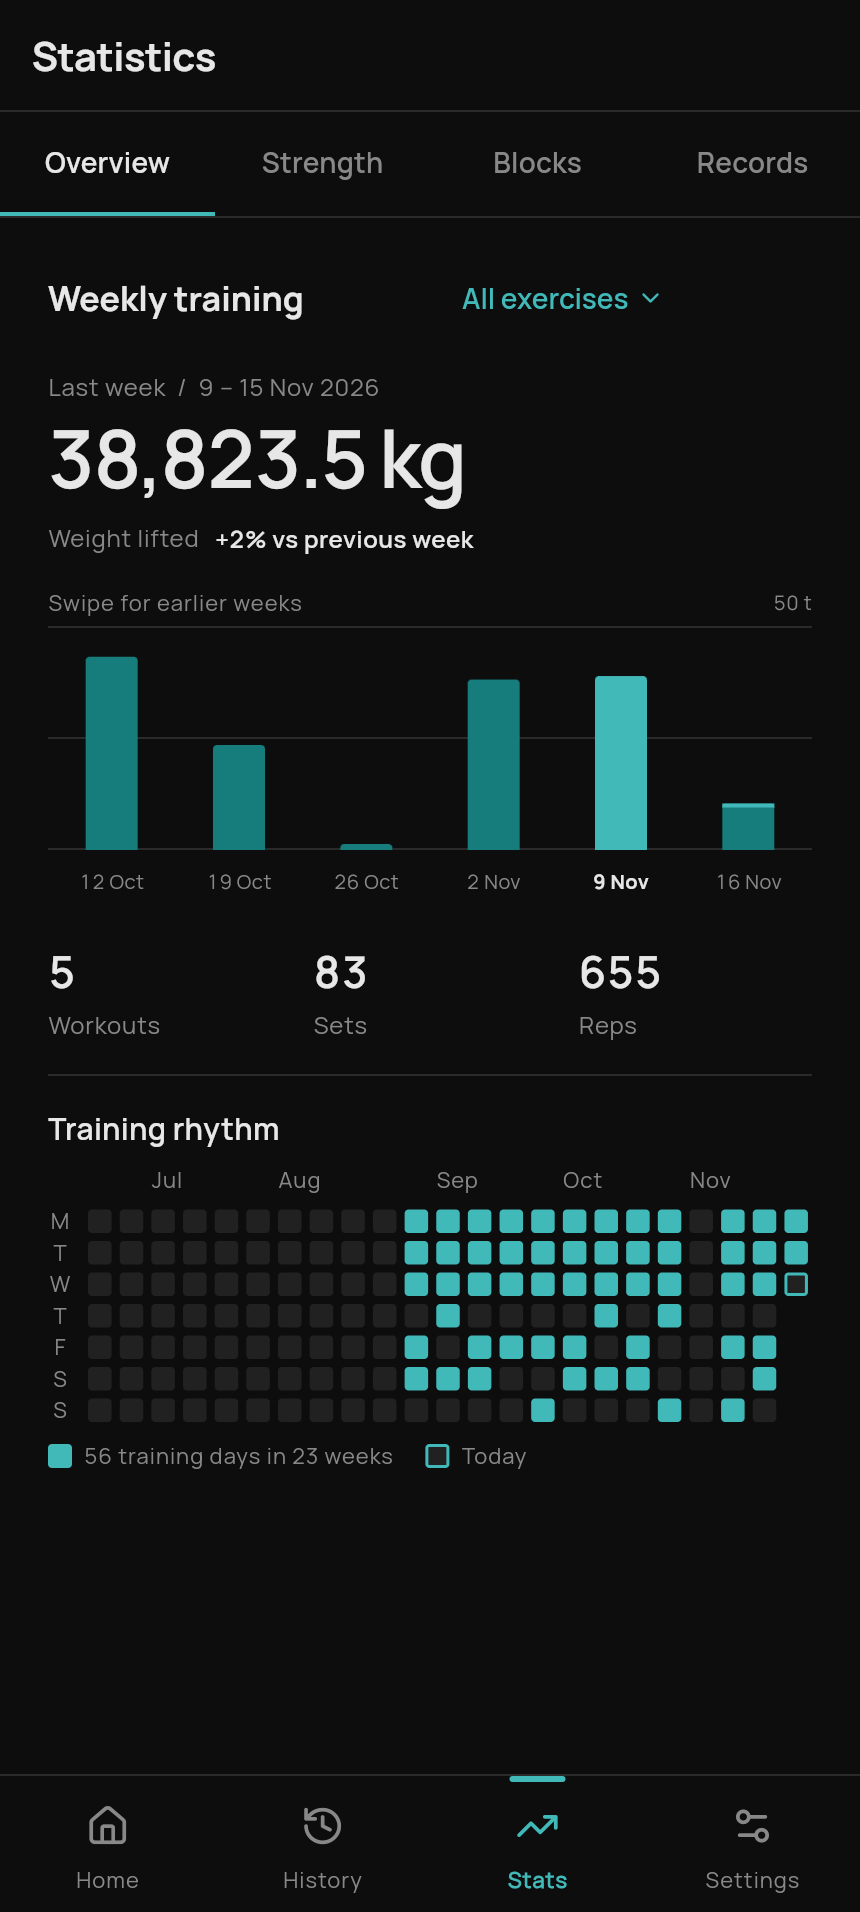 Statistics
Overview Strength Blocks Records
Weekly training All exercises
Last week / 9 – 15 Nov 2026
38,823.5 kg
Weight lifted +2% vs previous week
Swipe for earlier weeks 50 t
12 Oct 19 Oct 26 Oct 2 Nov 9 Nov 16 Nov
5 83 655
Workouts Sets Reps
Training rhythm
Jul Aug Sep Oct Nov
M
T
W
T
F
S
S
56 training days in 23 weeks Today
Home History Stats Settings